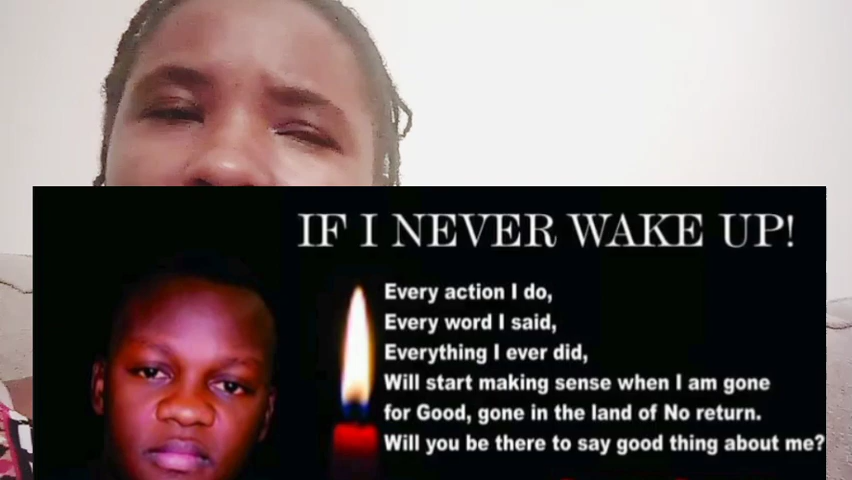 IF I NEVER WAKE UP!
Every action I do,
Every word I said,
Everything I ever did,
Will start making sense when I am gone
for Good, gone in the land of No return.
Will you be there to say good thing about me?